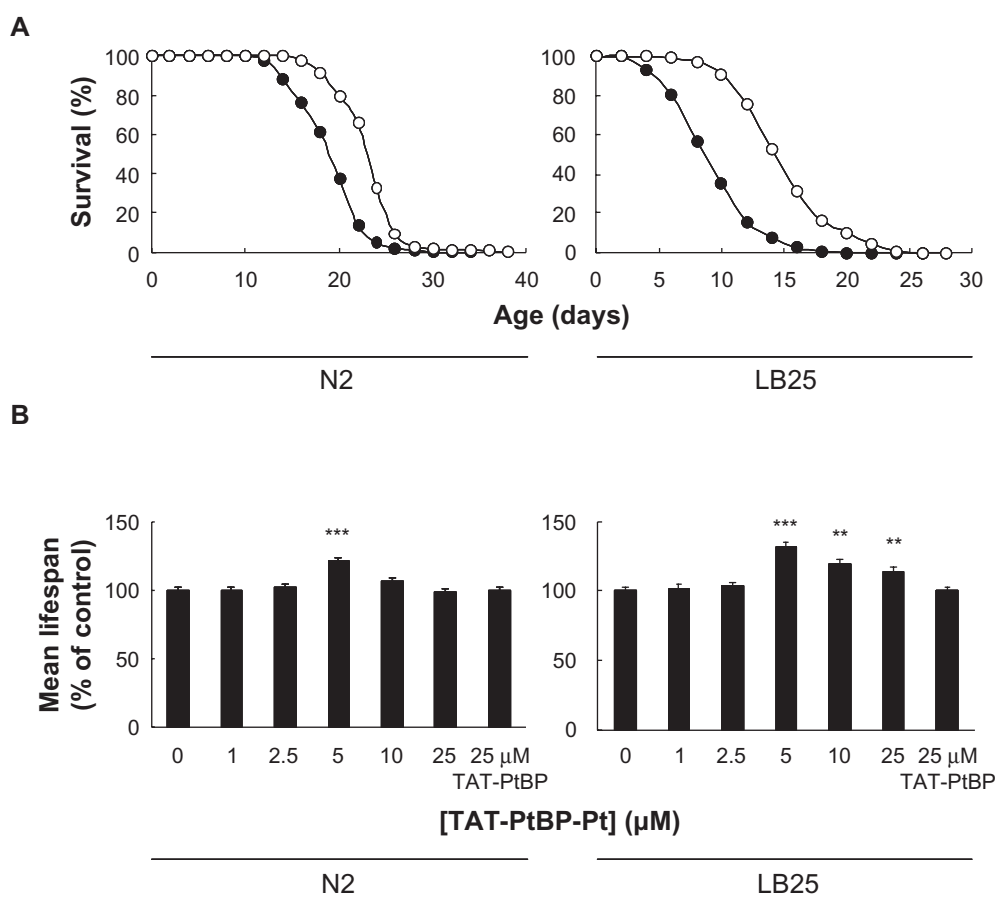 A
Survival (%)
100
80
60
40
20
0
0 10 20 30 40
100
80
60
40
20
0
0 5 10 15 20 25 30
Age (days)
N2
LB25
B
Mean lifespan
(% of control)
150
100
50
0
***
0 1 2.5 5 10 25 25 μM
TAT-PtBP
150
100
50
0
***
**
**
0 1 2.5 5 10 25 25 μM
TAT-PtBP
[TAT-PtBP-Pt] (μM)
N2
LB25